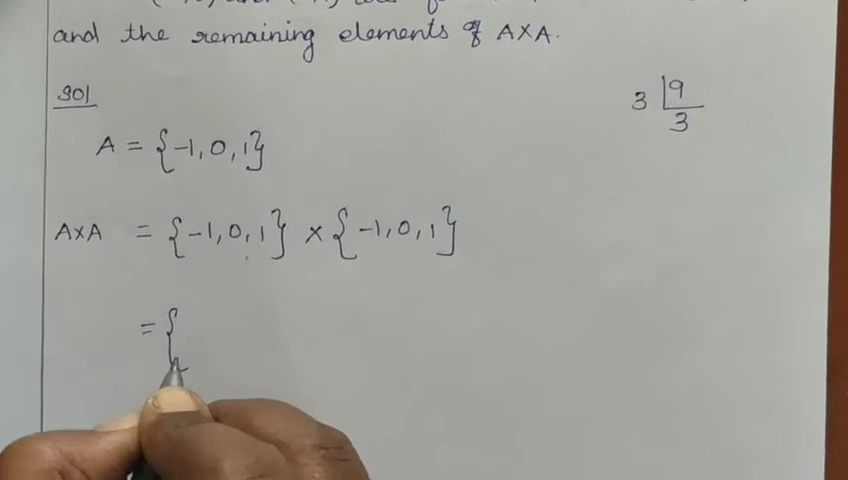 and the remaining elements of A×A.
Sol
3 | 9
3
A = {-1, 0, 1}
A×A = {-1, 0, 1} × {-1, 0, 1}
= {